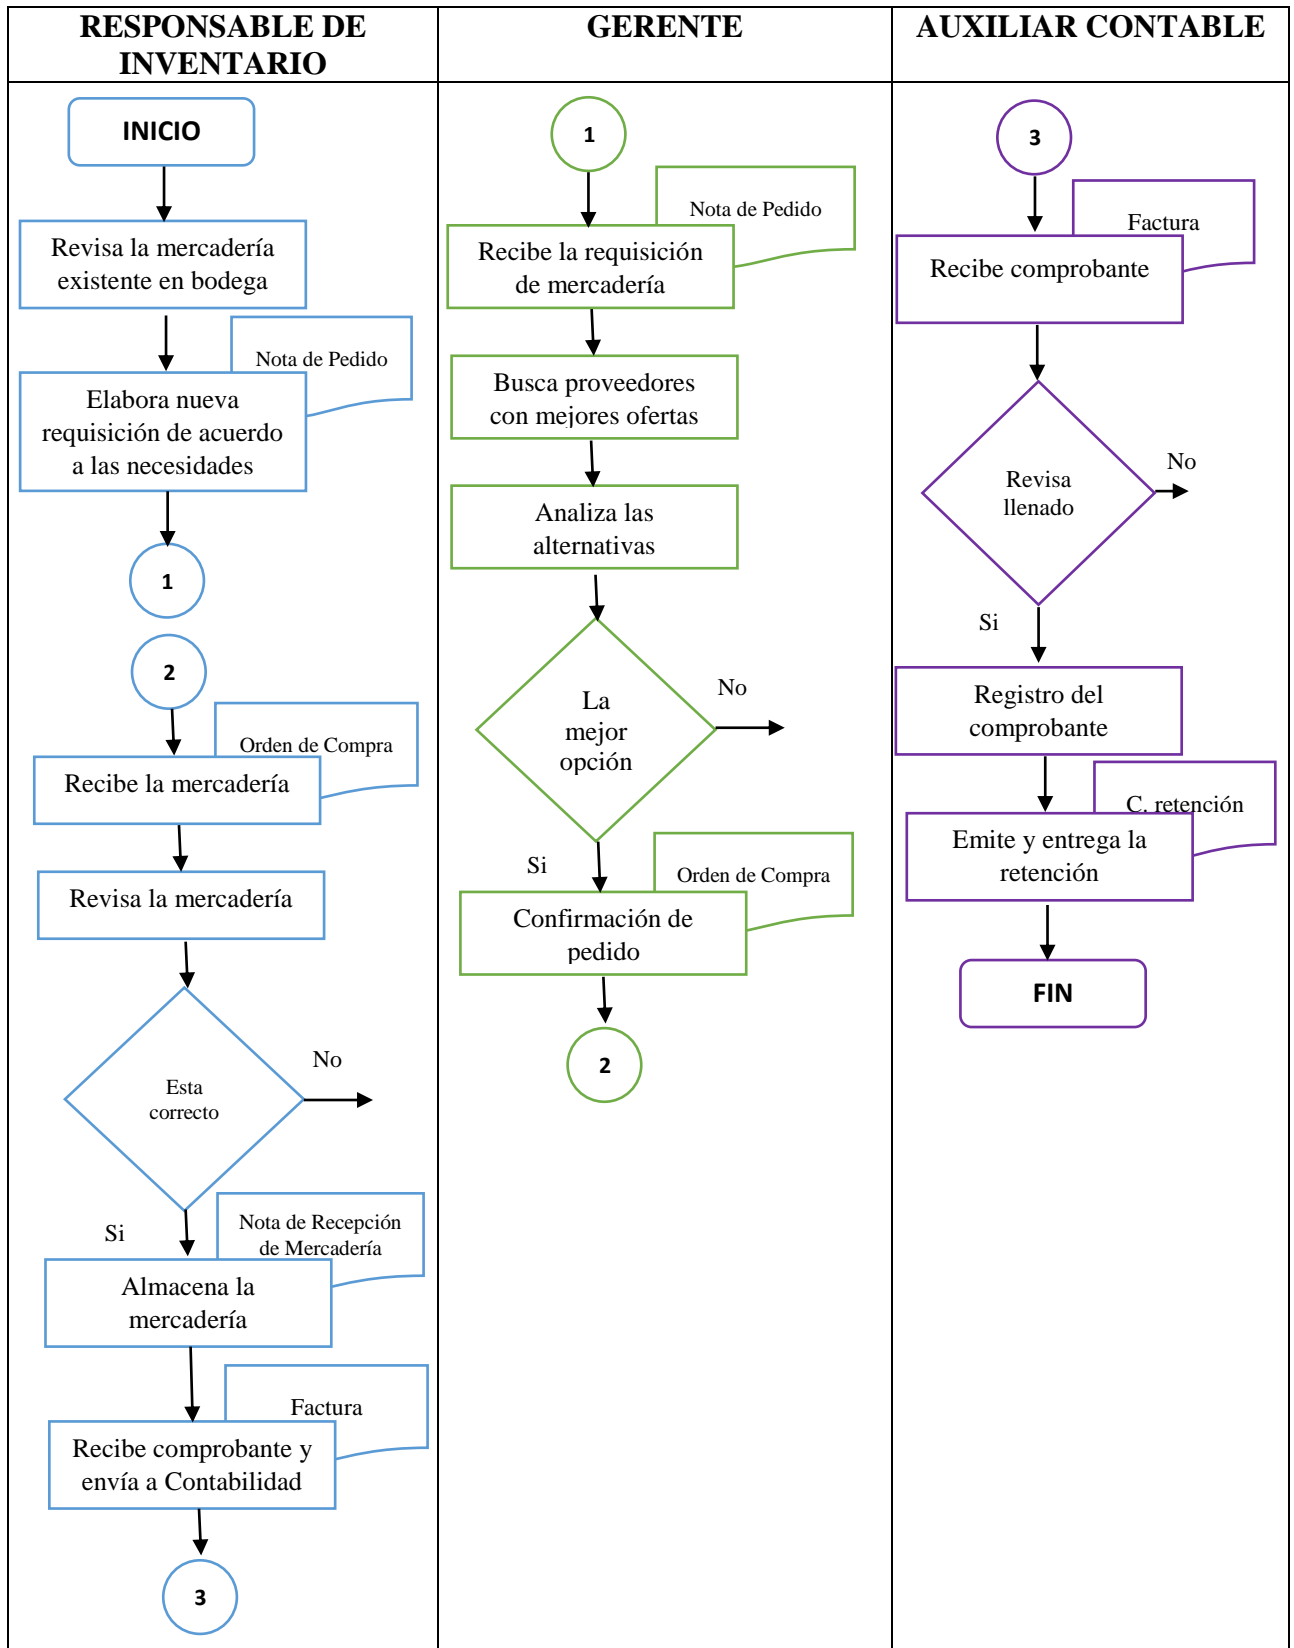 RESPONSABLE DE
INVENTARIO
GERENTE
AUXILIAR CONTABLE
INICIO
Revisa la mercadería
existente en bodega
Nota de Pedido
Elabora nueva
requisición de acuerdo
a las necesidades
1
2
Orden de Compra
Recibe la mercadería
Revisa la mercadería
Esta
correcto
No
Si
Nota de Recepción
de Mercadería
Almacena la
mercadería
Factura
Recibe comprobante y
envía a Contabilidad
3
1
Nota de Pedido
Recibe la requisición
de mercadería
Busca proveedores
con mejores ofertas
Analiza las
alternativas
La
mejor
opción
No
Si
Orden de Compra
Confirmación de
pedido
2
3
Factura
Recibe comprobante
Revisa
llenado
No
Si
Registro del
comprobante
C. retención
Emite y entrega la
retención
FIN